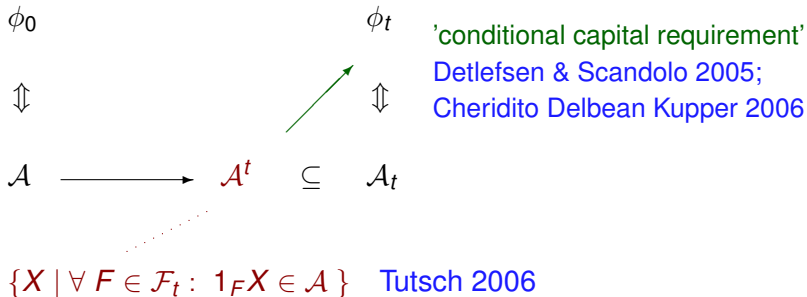 ϕ₀ ϕₜ 'conditional capital requirement'
Detlefsen & Scandolo 2005;
⇕ ⇕ Cheridito Delbean Kupper 2006
𝒜 ⟶ 𝒜ᵗ ⊆ 𝒜ₜ
{X | ∀ F ∈ ℱₜ : 1_F X ∈ 𝒜 } Tutsch 2006